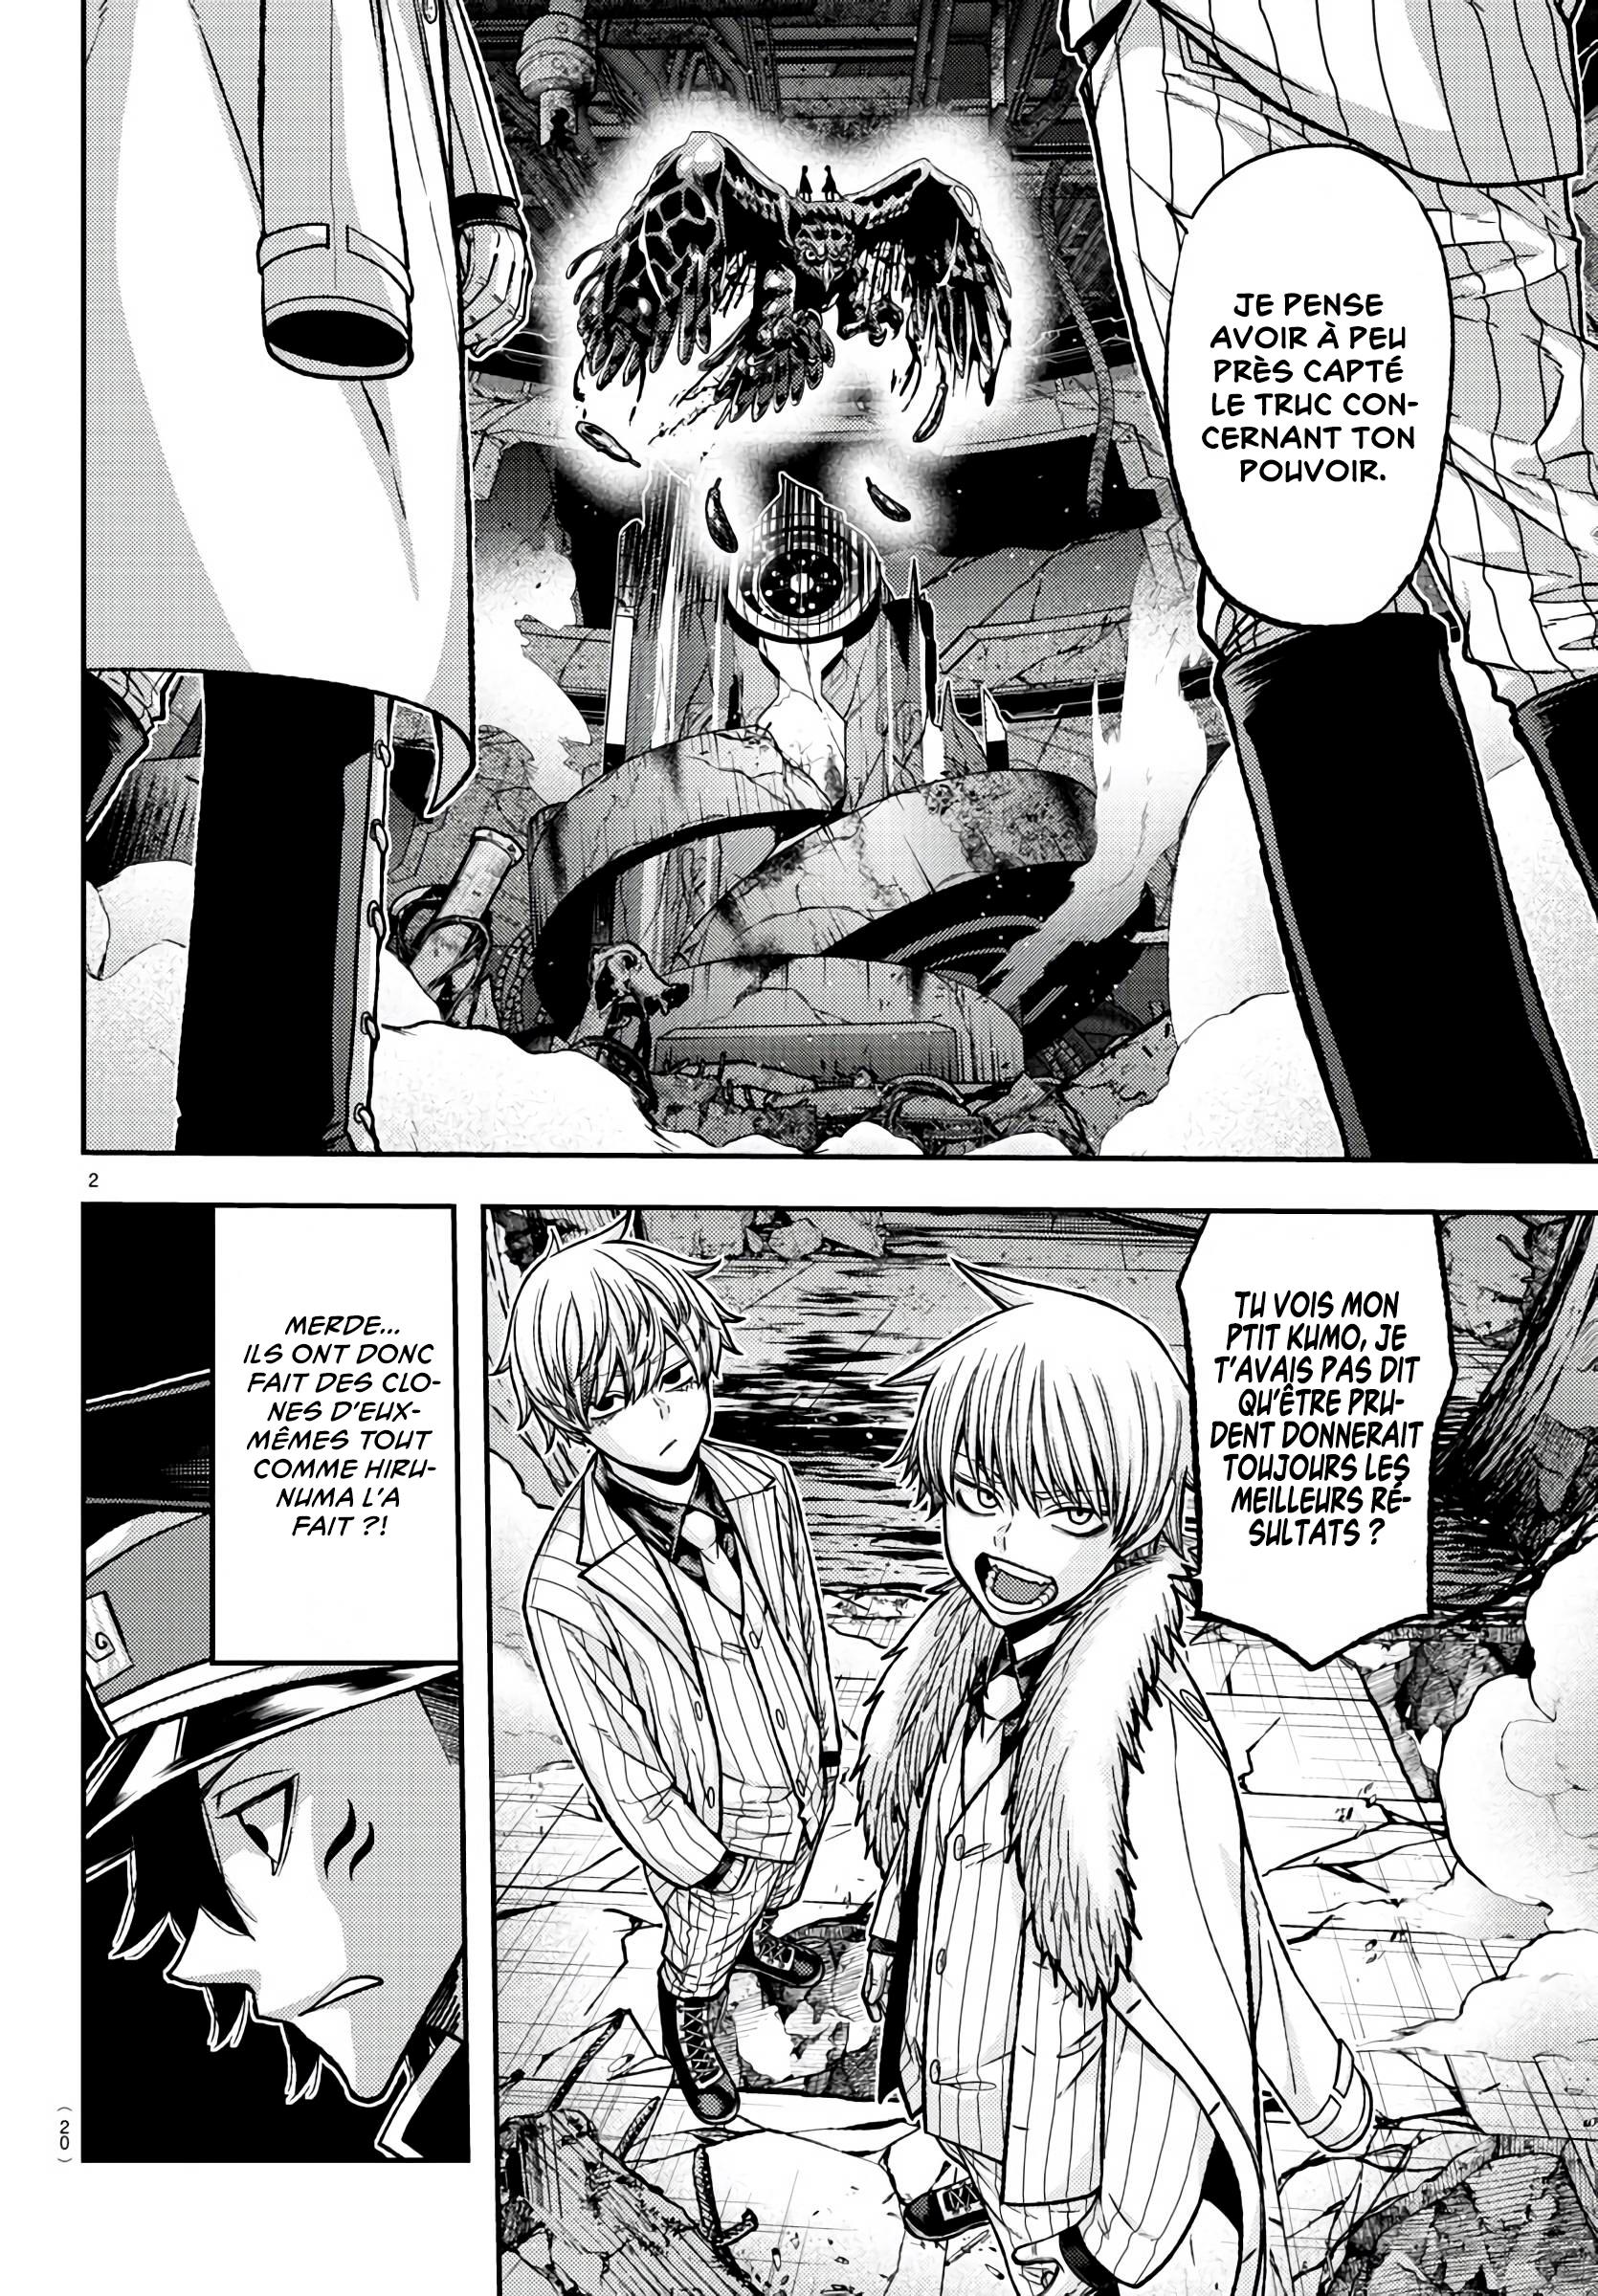 JE PENSE
AVOIR À PEU
PRÈS CAPTÉ
LE TRUC CON-
CERNANT TON
POUVOIR.
2
TU VOIS MON
PTIT KUMO, JE
T'AVAIS PAS DIT
QU'ÊTRE PRU-
DENT DONNERAIT
TOUJOURS LES
MEILLEURS RÉ-
SULTATS ?
MERDE...
ILS ONT DONC
FAIT DES CLO-
NES D'EUX-
MÊMES TOUT
COMME HIRU-
NUMA L'A
FAIT ?!
(20)